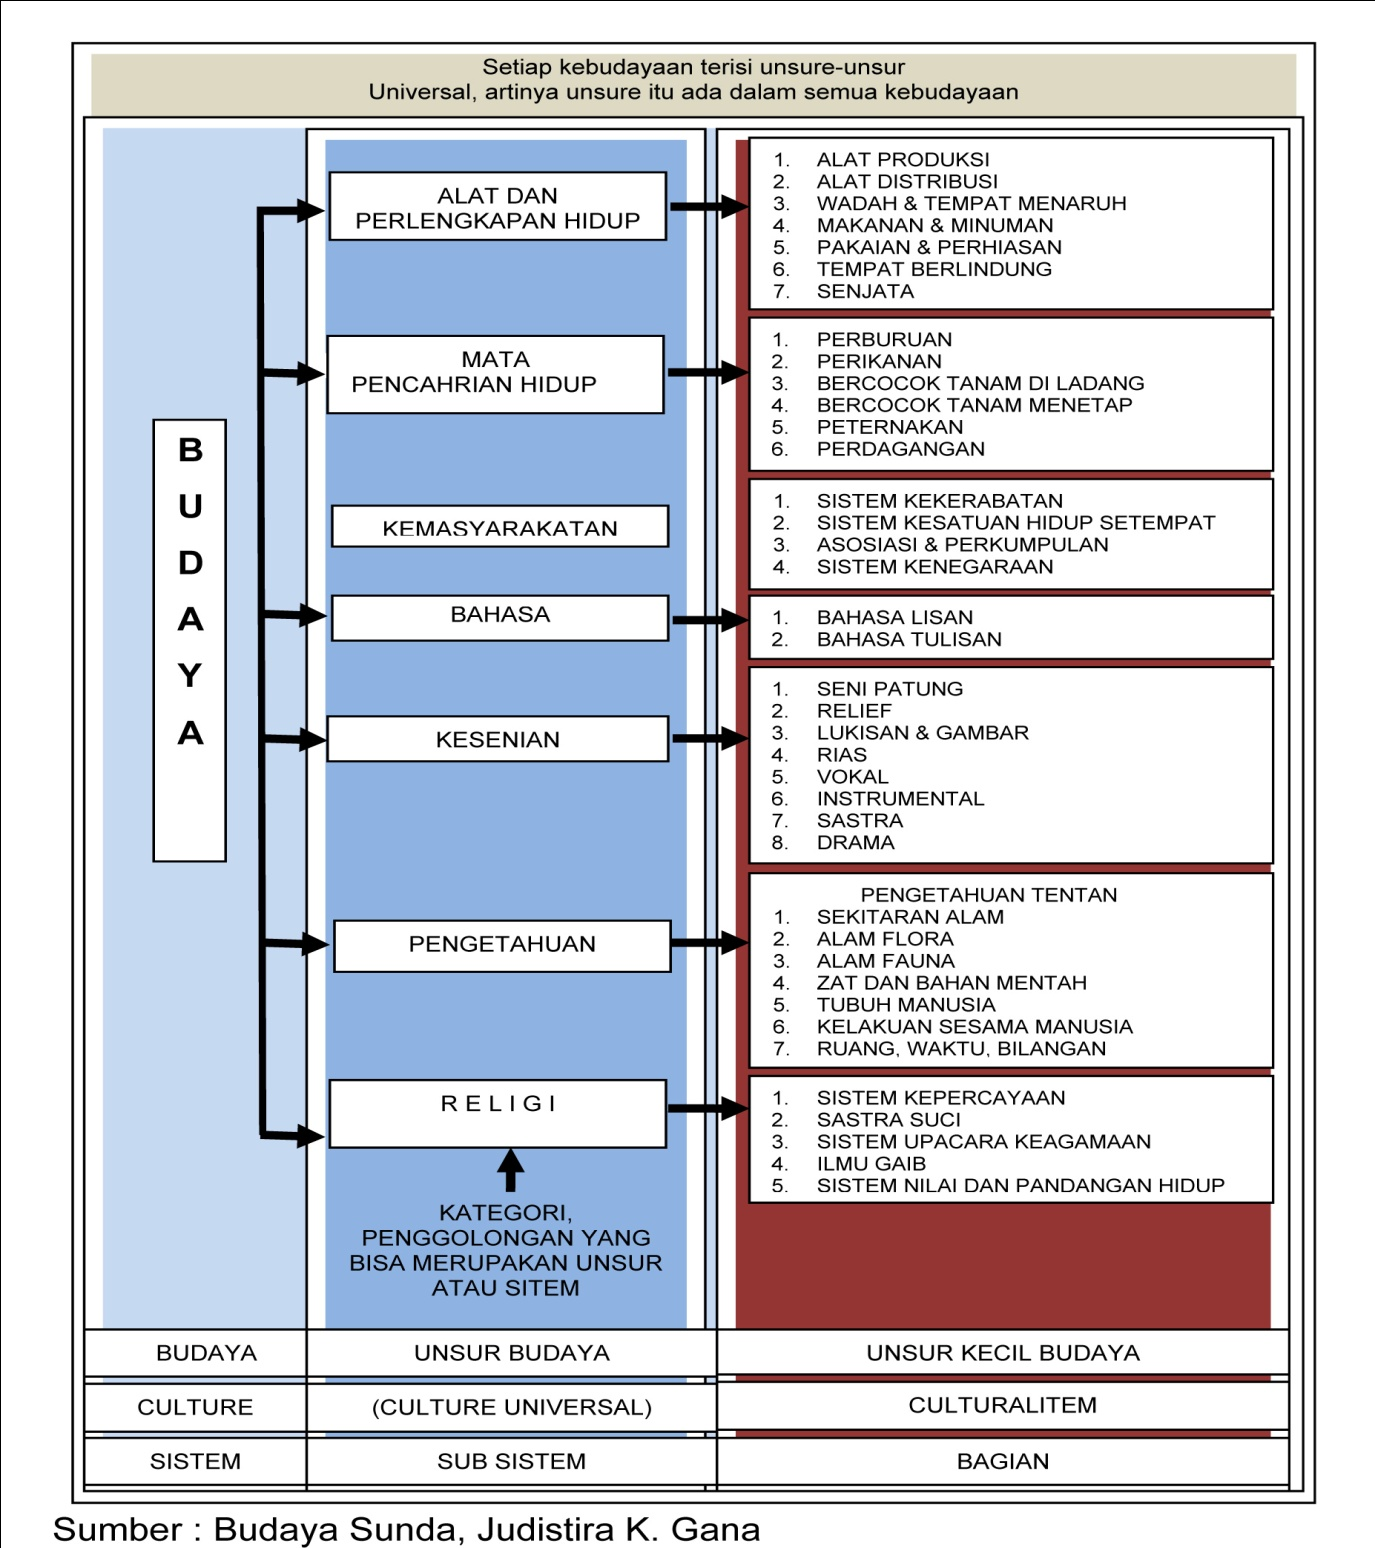 Setiap kebudayaan terisi unsure-unsur
Universal, artinya unsure itu ada dalam semua kebudayaan
B
U
D
A
Y
A
ALAT DAN
PERLENGKAPAN HIDUP
1. ALAT PRODUKSI
2. ALAT DISTRIBUSI
3. WADAH & TEMPAT MENARUH
4. MAKANAN & MINUMAN
5. PAKAIAN & PERHIASAN
6. TEMPAT BERLINDUNG
7. SENJATA
MATA
PENCAHRIAN HIDUP
1. PERBURUAN
2. PERIKANAN
3. BERCOCOK TANAM DI LADANG
4. BERCOCOK TANAM MENETAP
5. PETERNAKAN
6. PERDAGANGAN
KEMASYARAKATAN
1. SISTEM KEKERABATAN
2. SISTEM KESATUAN HIDUP SETEMPAT
3. ASOSIASI & PERKUMPULAN
4. SISTEM KENEGARAAN
BAHASA
1. BAHASA LISAN
2. BAHASA TULISAN
KESENIAN
1. SENI PATUNG
2. RELIEF
3. LUKISAN & GAMBAR
4. RIAS
5. VOKAL
6. INSTRUMENTAL
7. SASTRA
8. DRAMA
PENGETAHUAN
PENGETAHUAN TENTAN
1. SEKITARAN ALAM
2. ALAM FLORA
3. ALAM FAUNA
4. ZAT DAN BAHAN MENTAH
5. TUBUH MANUSIA
6. KELAKUAN SESAMA MANUSIA
7. RUANG, WAKTU, BILANGAN
R E L I G I
1. SISTEM KEPERCAYAAN
2. SASTRA SUCI
3. SISTEM UPACARA KEAGAMAAN
4. ILMU GAIB
5. SISTEM NILAI DAN PANDANGAN HIDUP
KATEGORI,
PENGGOLONGAN YANG
BISA MERUPAKAN UNSUR
ATAU SITEM
BUDAYA UNSUR BUDAYA UNSUR KECIL BUDAYA
CULTURE (CULTURE UNIVERSAL) CULTURALITEM
SISTEM SUB SISTEM BAGIAN
Sumber : Budaya Sunda, Judistira K. Gana